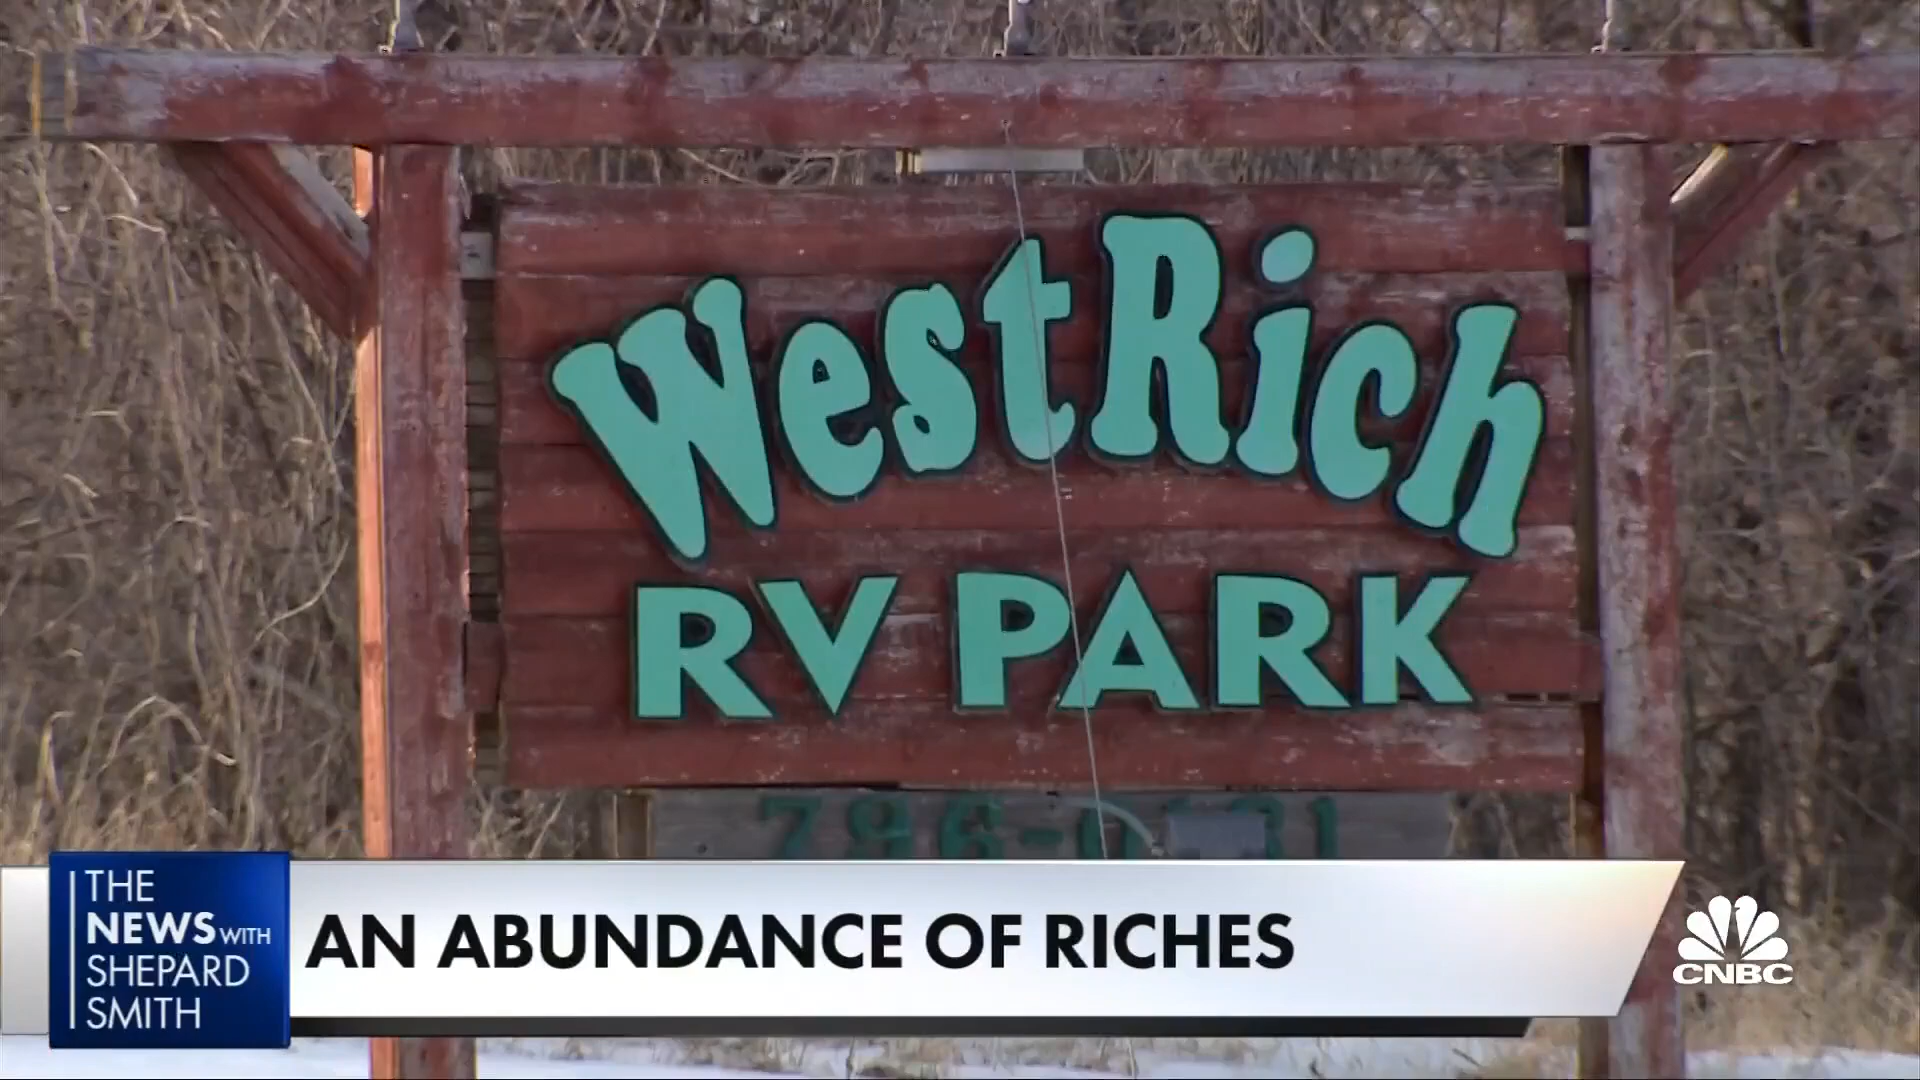 WestRich
RV PARK
THE
NEWS WITH
SHEPARD
SMITH
AN ABUNDANCE OF RICHES
CNBC